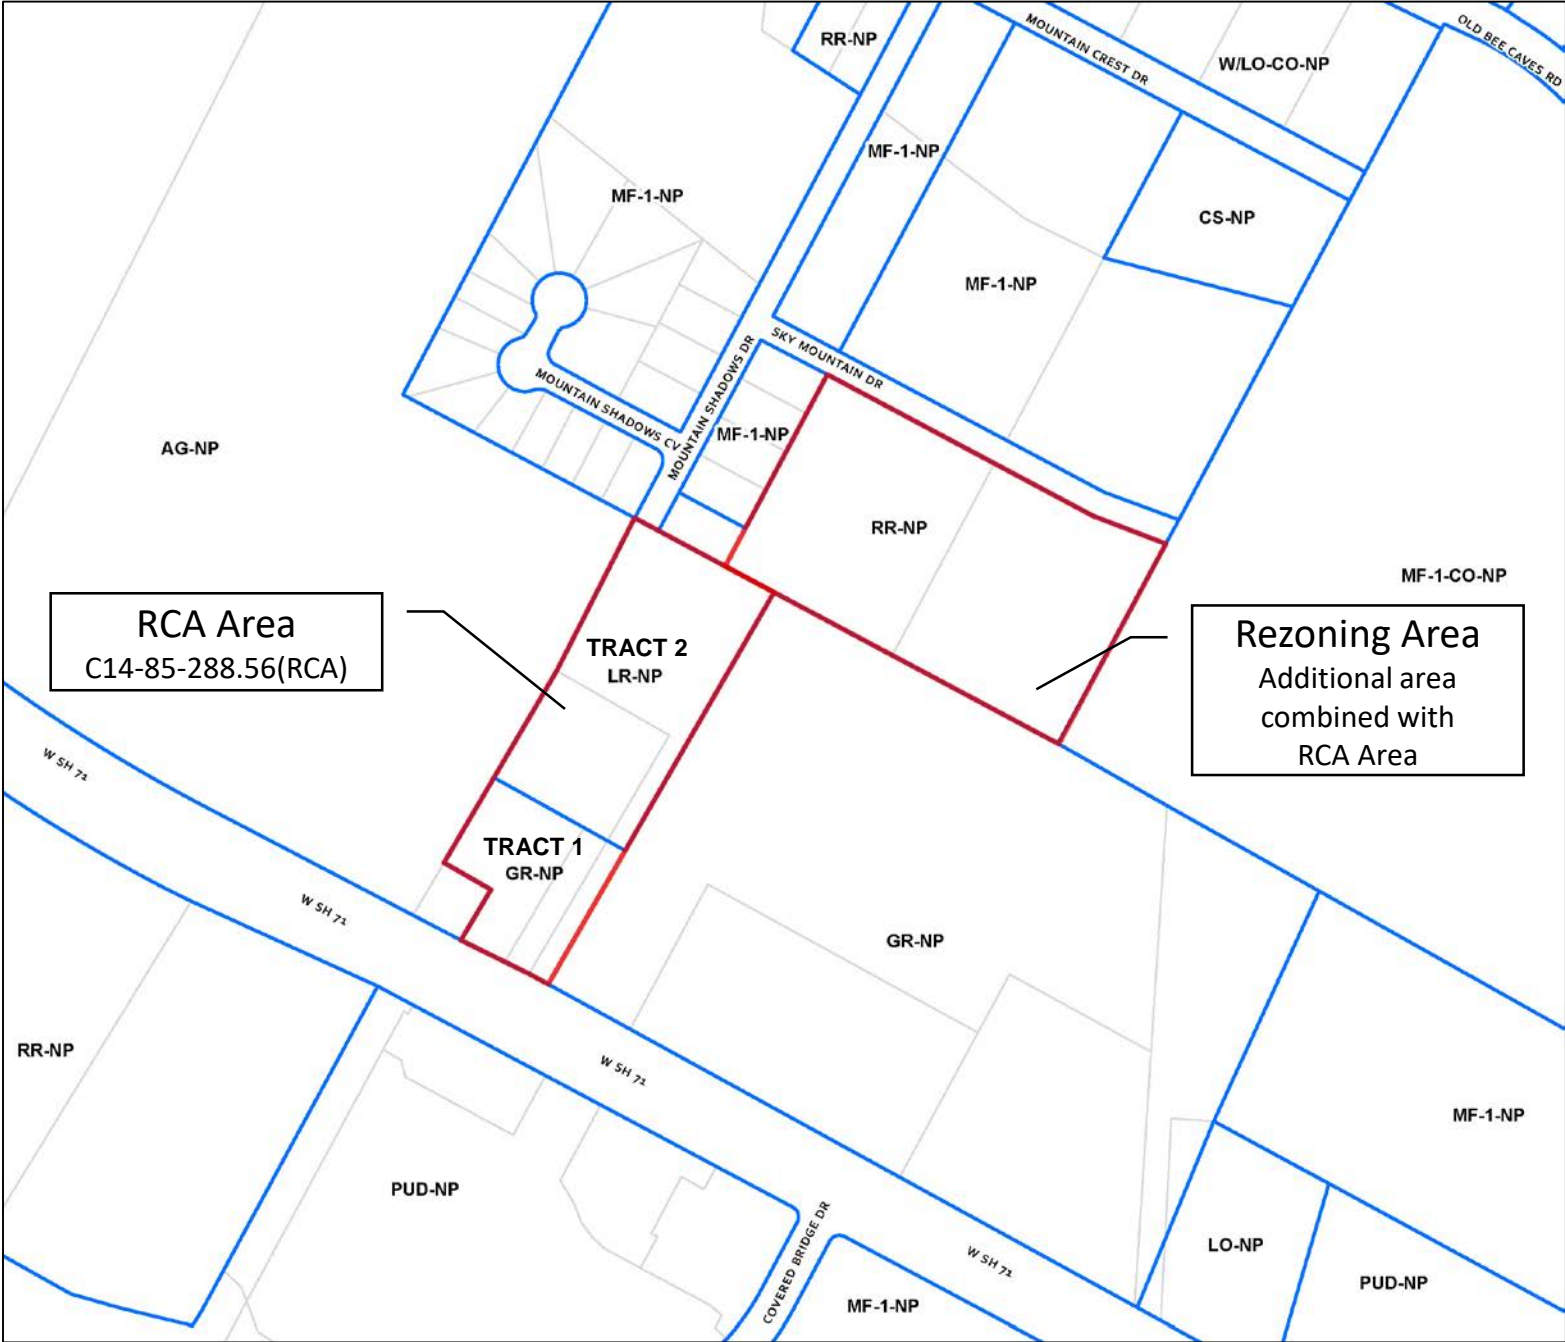 RR-NP
MOUNTAIN CREST DR
OLD BEE CAVES RD
W/LO-CO-NP
MF-1-NP
MF-1-NP
CS-NP
MF-1-NP
SKY MOUNTAIN DR
MOUNTAIN SHADOWS DR
MOUNTAIN SHADOWS CV
MF-1-NP
AG-NP
RR-NP
MF-1-CO-NP
RCA Area
C14-85-288.56(RCA)
TRACT 2
LR-NP
Rezoning Area
Additional area
combined with
RCA Area
W SH 71
TRACT 1
GR-NP
W SH 71
GR-NP
RR-NP
W SH 71
MF-1-NP
PUD-NP
COVERED BRIDGE DR
W SH 71
LO-NP
PUD-NP
MF-1-NP